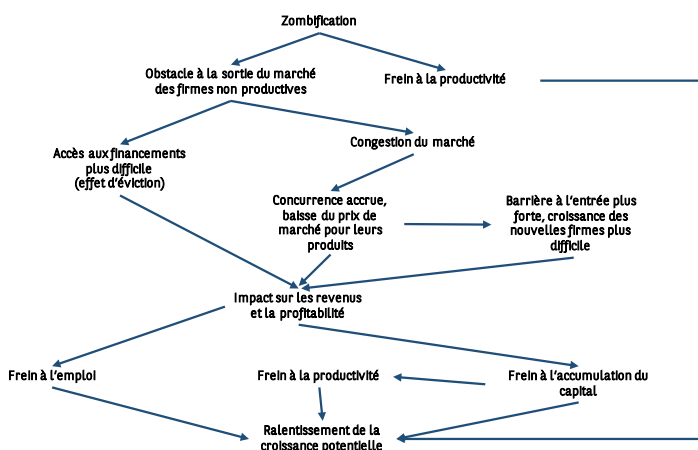 Zombification
Obstacle à la sortie du marché
des firmes non productives
Frein à la productivité
Accès aux financements
plus difficile
(effet d'éviction)
Congestion du marché
Concurrence accrue,
baisse du prix de
marché pour leurs
produits
Barrière à l'entrée plus
forte, croissance des
nouvelles firmes plus
difficile
Impact sur les revenus
et la profitabilité
Frein à l'emploi
Frein à la productivité
Frein à l'accumulation du
capital
Ralentissement de la
croissance potentielle